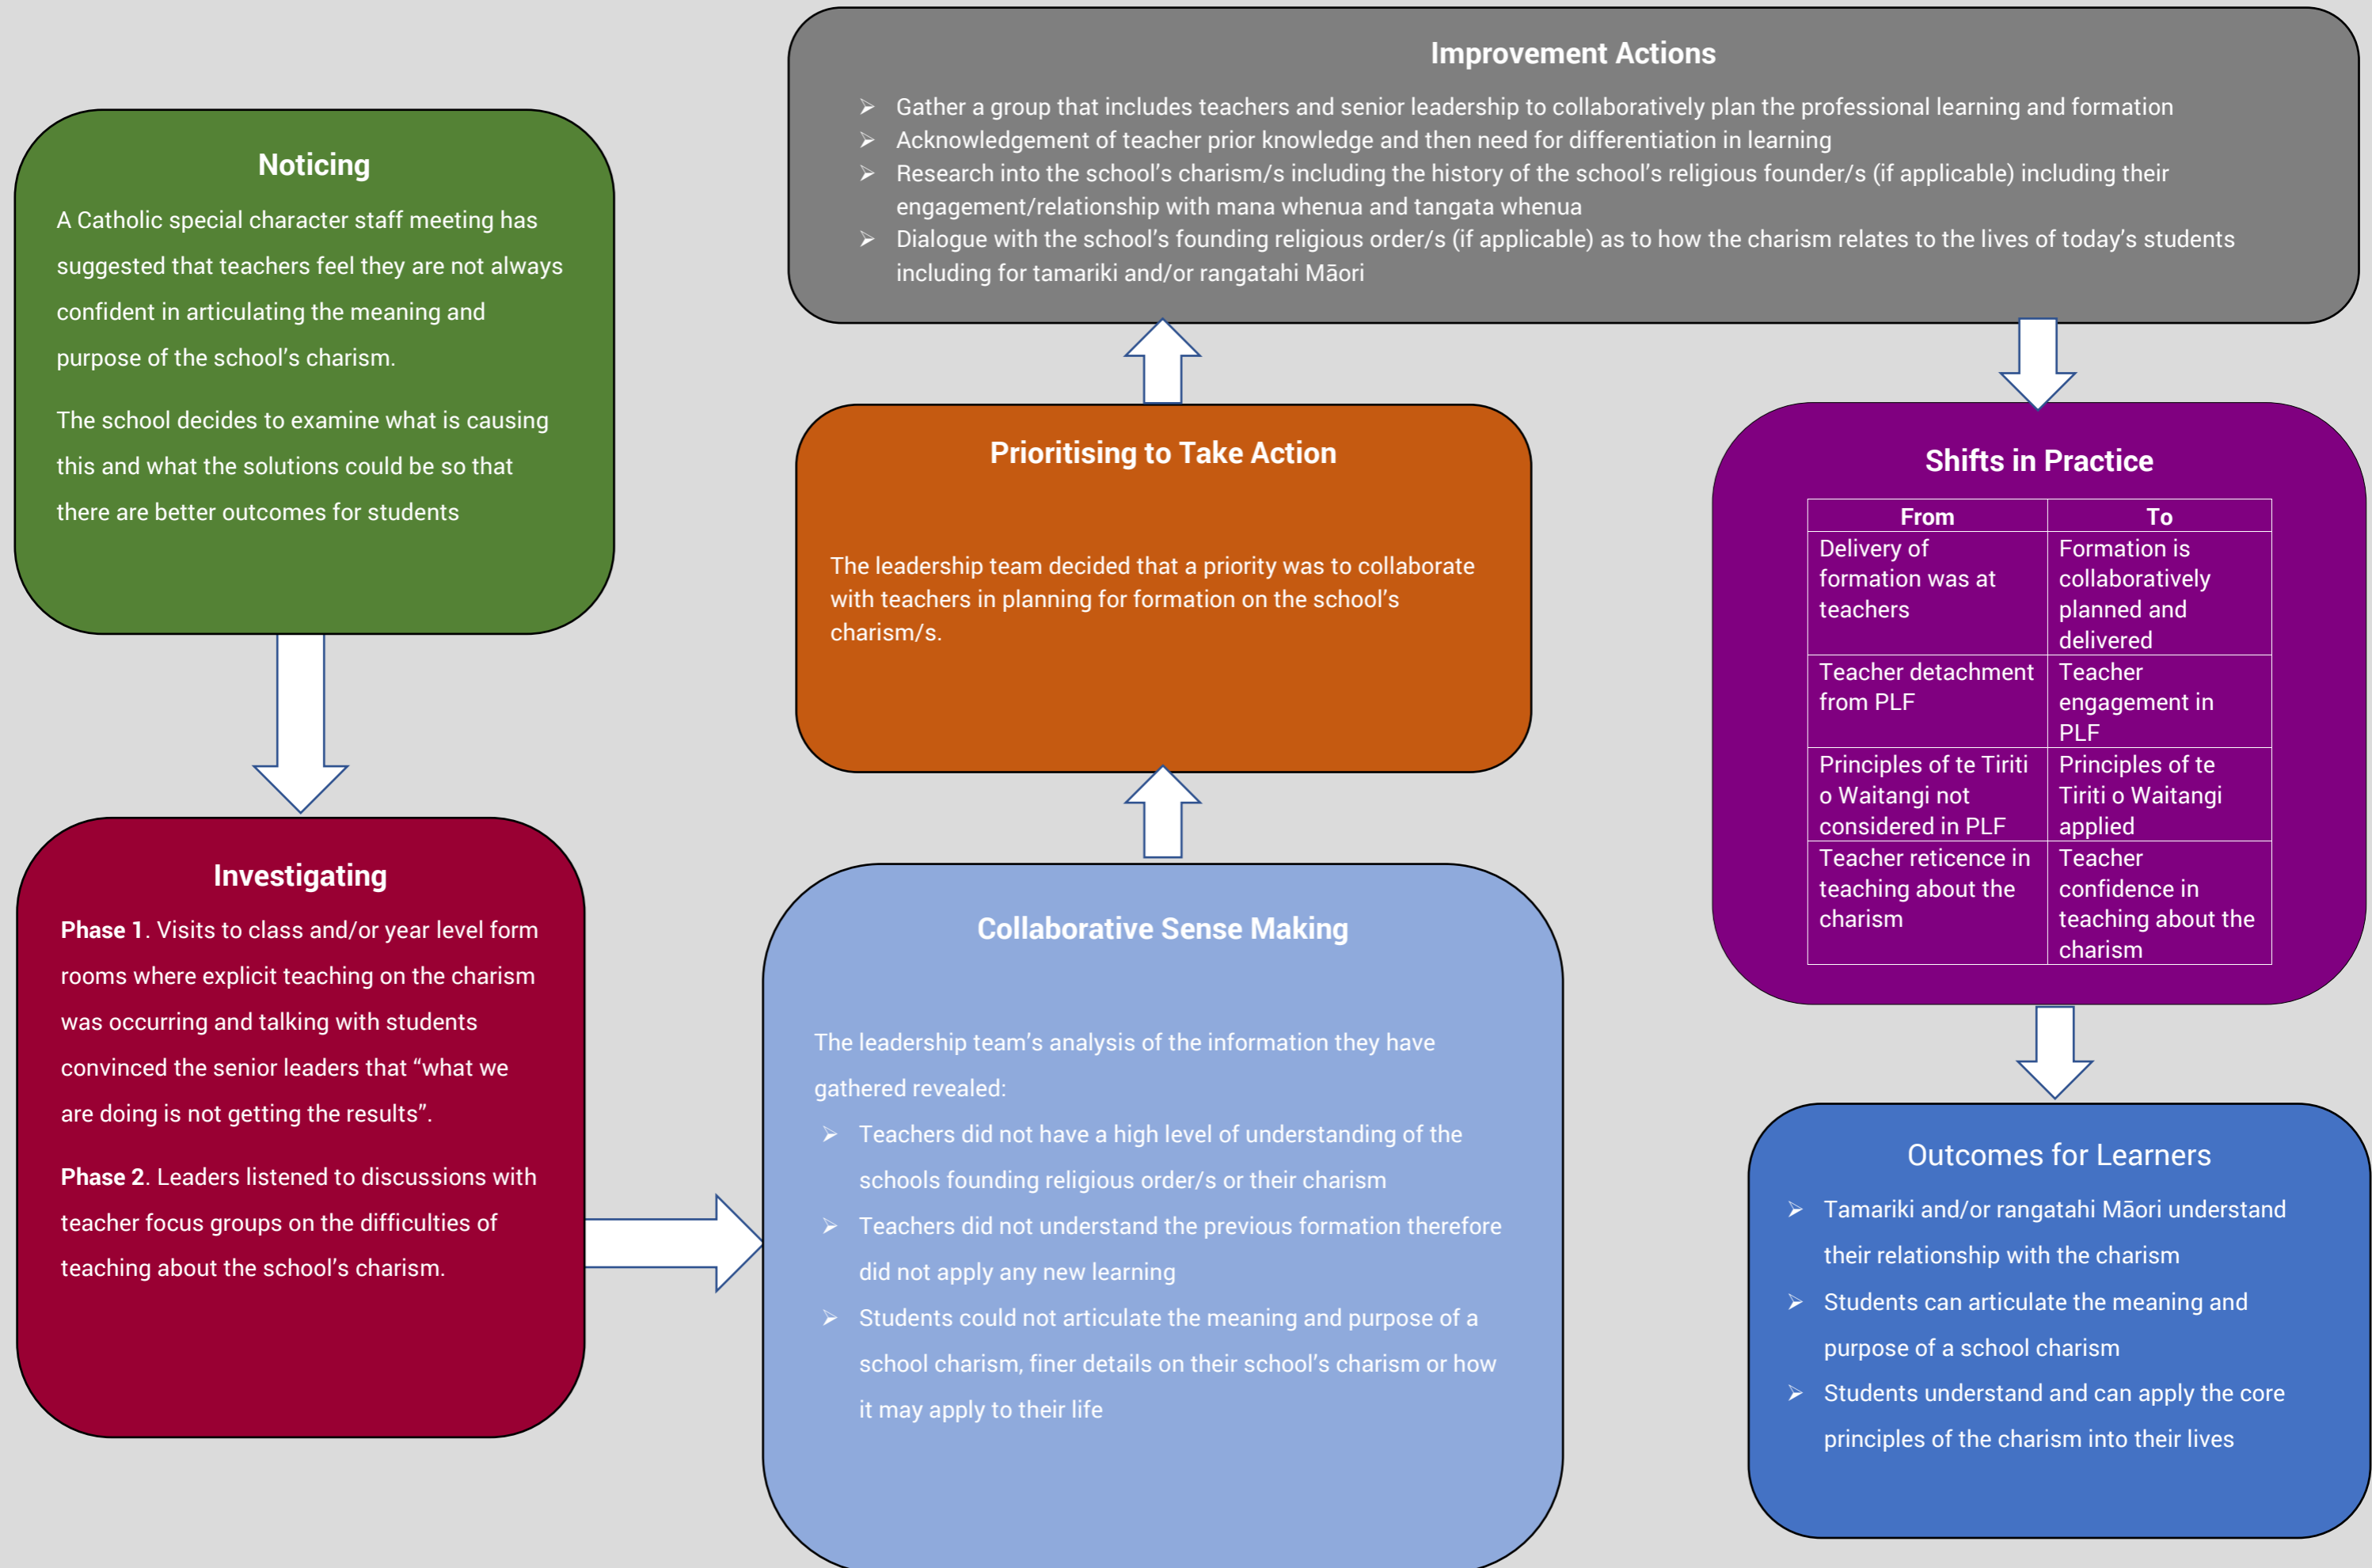 Noticing
A Catholic special character staff meeting has
suggested that teachers feel they are not always
confident in articulating the meaning and
purpose of the school’s charism.
The school decides to examine what is causing
this and what the solutions could be so that
there are better outcomes for students
Investigating
Phase 1. Visits to class and/or year level form
rooms where explicit teaching on the charism
was occurring and talking with students
convinced the senior leaders that “what we
are doing is not getting the results”.
Phase 2. Leaders listened to discussions with
teacher focus groups on the difficulties of
teaching about the school’s charism.
Collaborative Sense Making
The leadership team’s analysis of the information they have
gathered revealed:
➢ Teachers did not have a high level of understanding of the
schools founding religious order/s or their charism
➢ Teachers did not understand the previous formation therefore
did not apply any new learning
➢ Students could not articulate the meaning and purpose of a
school charism, finer details on their school’s charism or how
it may apply to their life
Prioritising to Take Action
The leadership team decided that a priority was to collaborate
with teachers in planning for formation on the school’s
charism/s.
Improvement Actions
➢ Gather a group that includes teachers and senior leadership to collaboratively plan the professional learning and formation
➢ Acknowledgement of teacher prior knowledge and then need for differentiation in learning
➢ Research into the school’s charism/s including the history of the school’s religious founder/s (if applicable) including their
engagement/relationship with mana whenua and tangata whenua
➢ Dialogue with the school’s founding religious order/s (if applicable) as to how the charism relates to the lives of today’s students
including for tamariki and/or rangatahi Māori
Shifts in Practice
From
To
Delivery of
formation was at
teachers
Formation is
collaboratively
planned and
delivered
Teacher detachment
from PLF
Teacher
engagement in
PLF
Principles of te Tiriti
o Waitangi not
considered in PLF
Principles of te
Tiriti o Waitangi
applied
Teacher reticence in
teaching about the
charism
Teacher
confidence in
teaching about the
charism
Outcomes for Learners
➢ Tamariki and/or rangatahi Māori understand
their relationship with the charism
➢ Students can articulate the meaning and
purpose of a school charism
➢ Students understand and can apply the core
principles of the charism into their lives